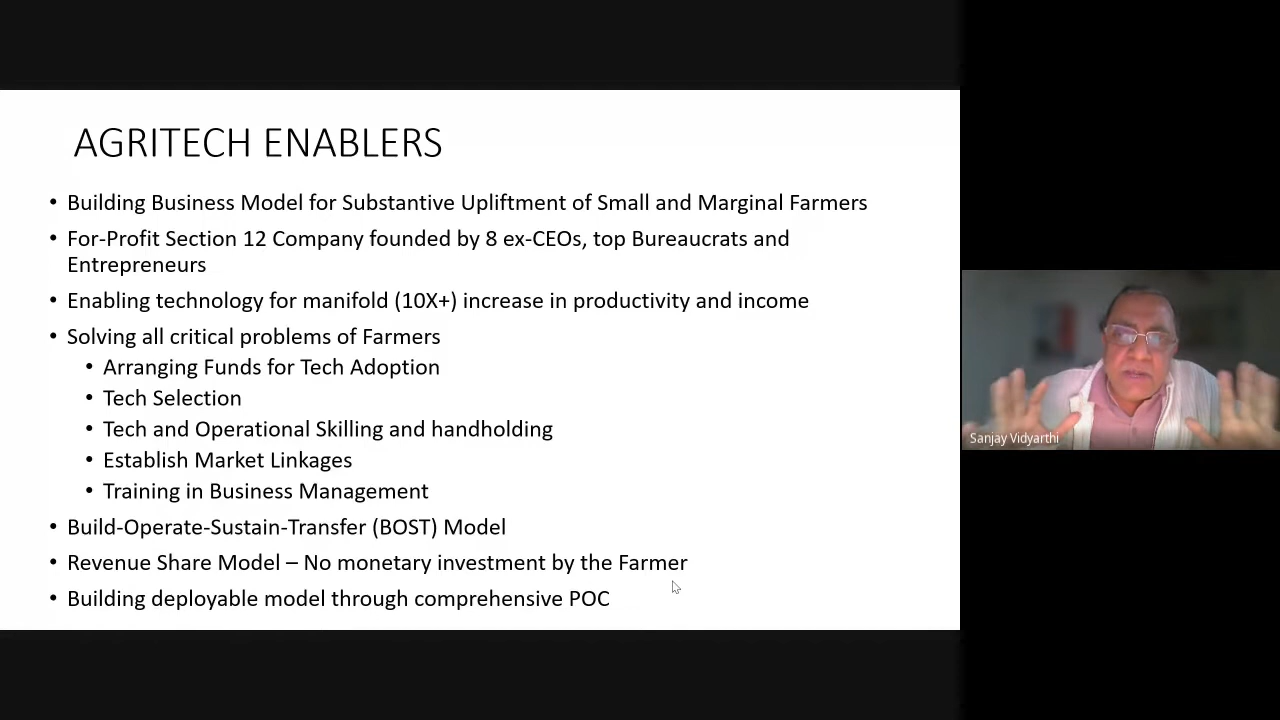 AGRITECH ENABLERS
• Building Business Model for Substantive Upliftment of Small and Marginal Farmers
• For-Profit Section 12 Company founded by 8 ex-CEOs, top Bureaucrats and
Entrepreneurs
• Enabling technology for manifold (10X+) increase in productivity and income
• Solving all critical problems of Farmers
• Arranging Funds for Tech Adoption
• Tech Selection
• Tech and Operational Skilling and handholding
• Establish Market Linkages
• Training in Business Management
• Build-Operate-Sustain-Transfer (BOST) Model
• Revenue Share Model – No monetary investment by the Farmer
• Building deployable model through comprehensive POC
Sanjay Vidyarthi